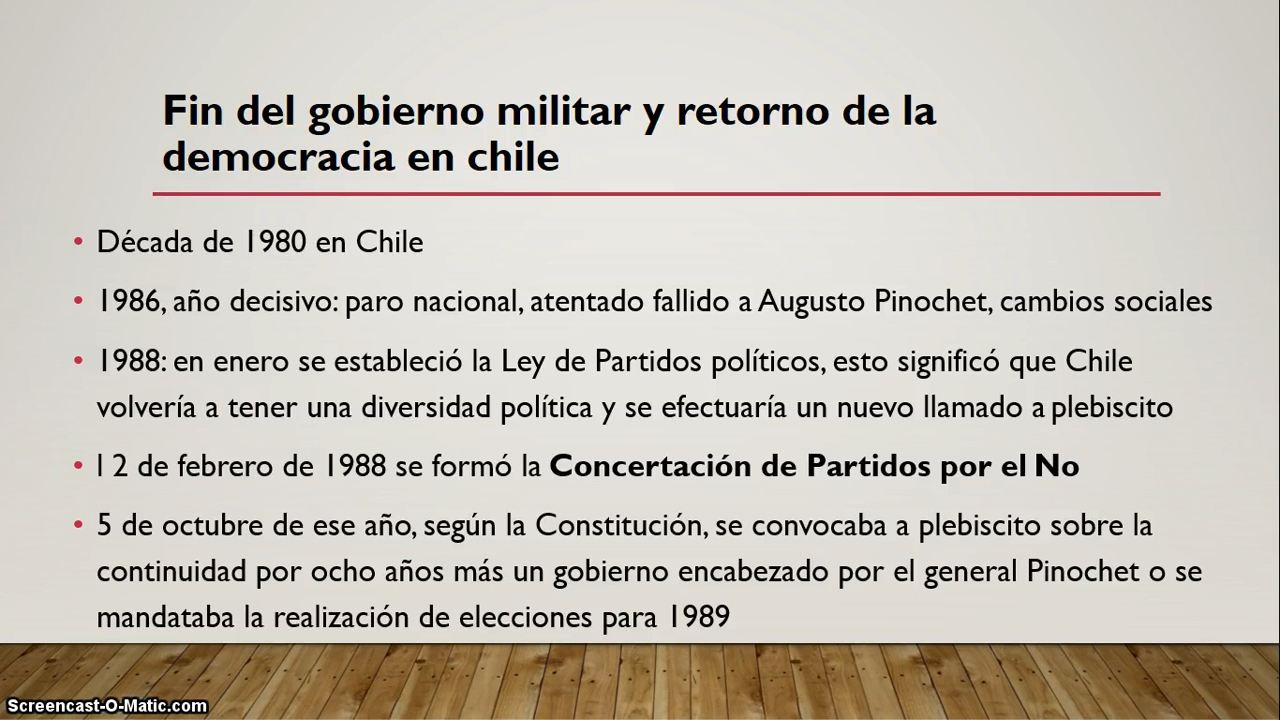 Fin del gobierno militar y retorno de la
democracia en chile
• Década de 1980 en Chile
• 1986, año decisivo: paro nacional, atentado fallido a Augusto Pinochet, cambios sociales
• 1988: en enero se estableció la Ley de Partidos políticos, esto significó que Chile
volvería a tener una diversidad política y se efectuaría un nuevo llamado a plebiscito
• 12 de febrero de 1988 se formó la Concertación de Partidos por el No
• 5 de octubre de ese año, según la Constitución, se convocaba a plebiscito sobre la
continuidad por ocho años más un gobierno encabezado por el general Pinochet o se
mandataba la realización de elecciones para 1989
Screencast-O-Matic.com